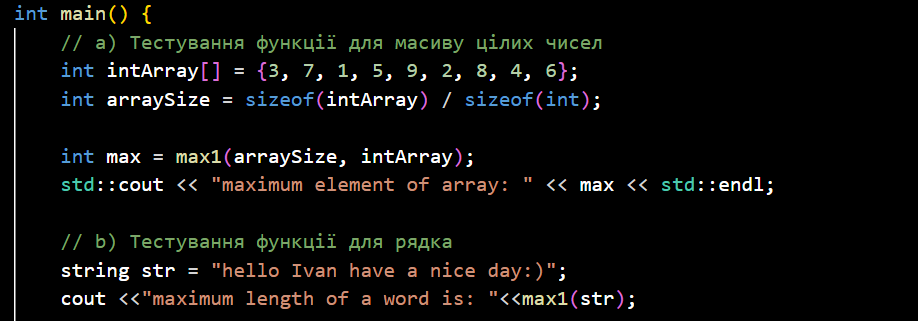 int main() {
// a) Тестування функції для масиву цілих чисел
int intArray[] = {3, 7, 1, 5, 9, 2, 8, 4, 6};
int arraySize = sizeof(intArray) / sizeof(int);
int max = max1(arraySize, intArray);
std::cout << "maximum element of array: " << max << std::endl;
// b) Тестування функції для рядка
string str = "hello Ivan have a nice day:)";
cout <<"maximum length of a word is: "<<max1(str);